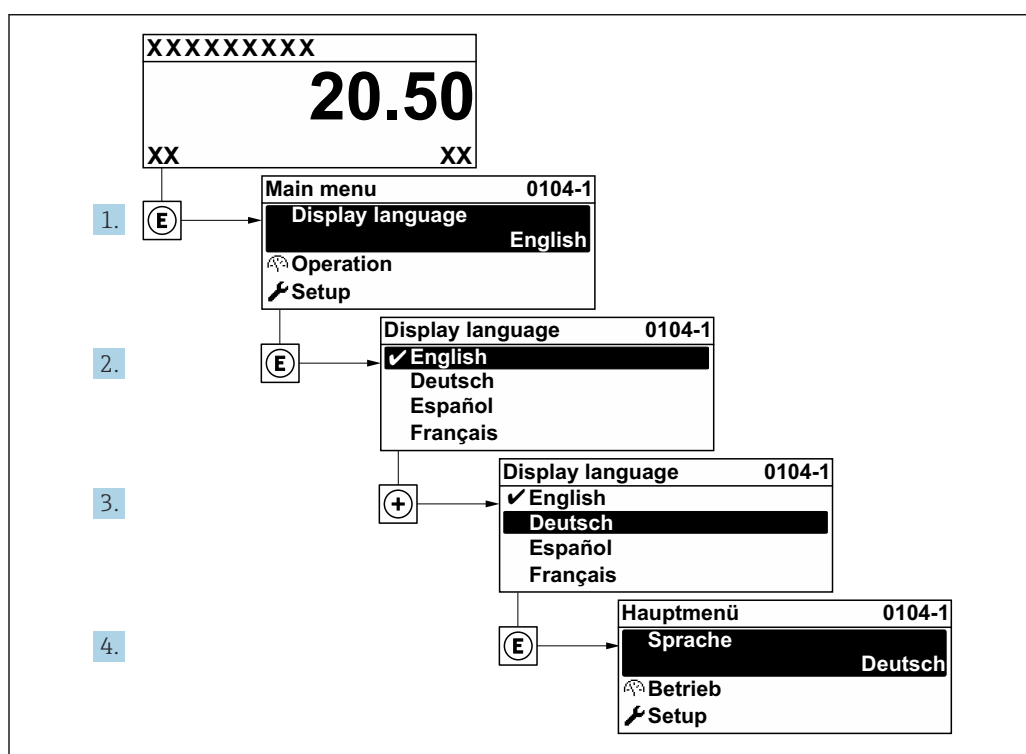 XXXXXXXXX
20.50
XX XX
1. E
Main menu 0104-1
Display language
English
Operation
Setup
2. E
Display language 0104-1
✔English
Deutsch
Español
Français
3. +
Display language 0104-1
✔English
Deutsch
Español
Français
4. E
Hauptmenü 0104-1
Sprache
Deutsch
Betrieb
Setup